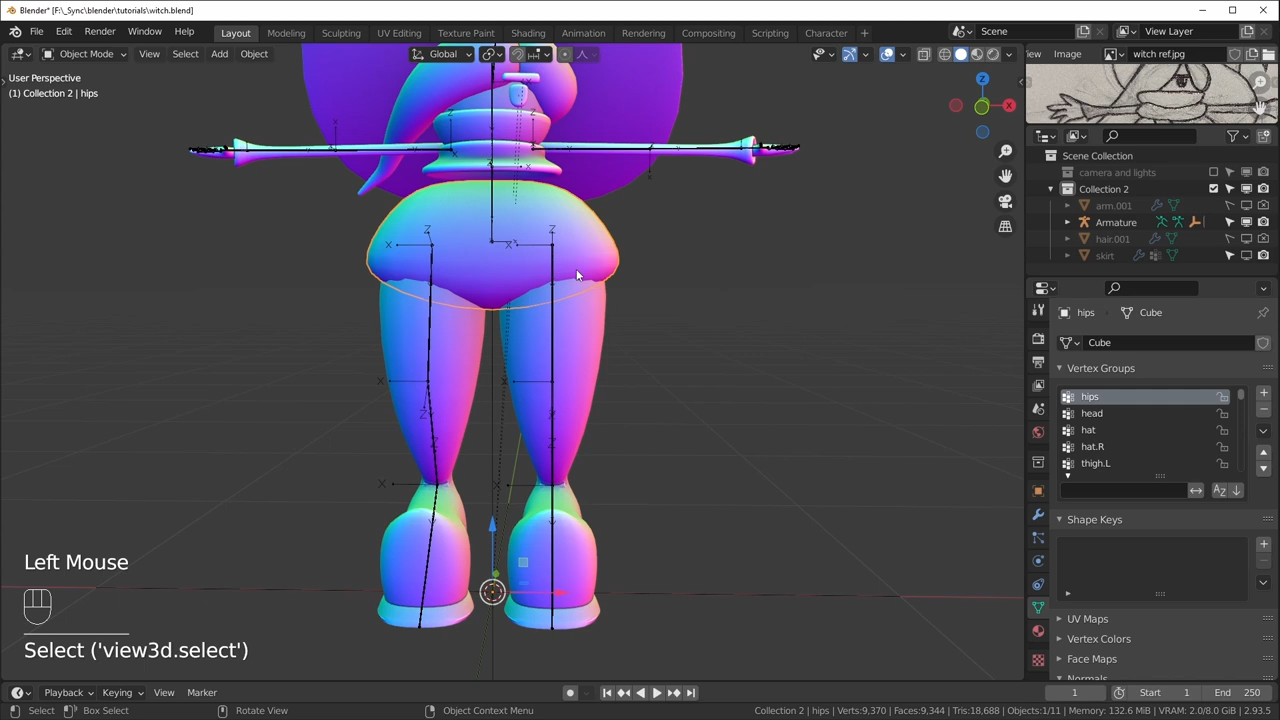 Blender* [F:\_Sync\backup\tutorials\witch.blend]
File Edit Render Window Help Layout Modeling Sculpting UV Editing Texture Paint Shading Animation Rendering Compositing Scripting Character + Scene View Layer
Object Mode View Select Add Object Global iew Image witch ref.jpg
User Perspective
(1) Collection 2 | hips
Z
X
Scene Collection
camera and lights
Collection 2
arm.001
Armature
hair.001
skirt
hips Cube
Cube
Vertex Groups
hips
head
hat
hat.R
thigh.L
Shape Keys
UV Maps
Vertex Colors
Face Maps
Normals
Left Mouse
Select ('view3d.select')
Playback Keying View Marker 1 Start 1 End 250
Select Box Select Rotate View Object Context Menu Collection 2 | hips | Verts:9,370 | Faces:9,344 | Tris:18,688 | Objects:1/11 | Memory: 132.6 MiB | VRAM: 2.0/8.0 GiB | 2.93.5